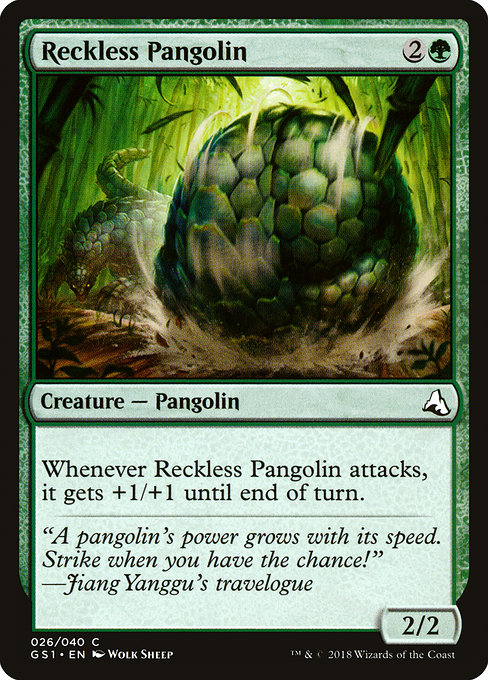 Reckless Pangolin 2
Creature — Pangolin
Whenever Reckless Pangolin attacks,
it gets +1/+1 until end of turn.
“A pangolin’s power grows with its speed.
Strike when you have the chance!”
—Jiang Yanggu’s travelogue
2/2
026/040 C
GS1 • EN Wolk Sheep
™ & © 2018 Wizards of the Coast